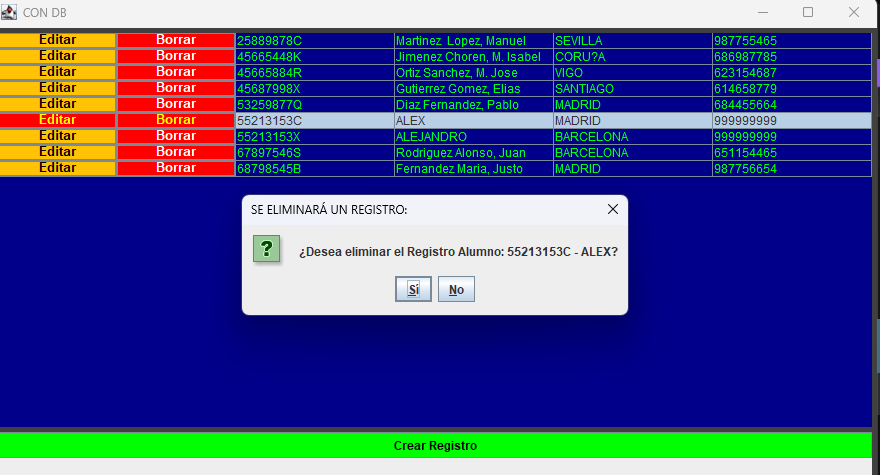 CON DB
Editar Borrar 25889878C Martinez Lopez, Manuel SEVILLA 987755465
Editar Borrar 45665448K Jimenez Choren, M. Isabel CORU?A 686987785
Editar Borrar 45665884R Ortiz Sanchez, M. Jose VIGO 623154687
Editar Borrar 45687998X Gutierrez Gomez, Elias SANTIAGO 614658779
Editar Borrar 53259877Q Diaz Fernandez, Pablo MADRID 684455664
Editar Borrar 55213153C ALEX MADRID 999999999
Editar Borrar 55213153X ALEJANDRO BARCELONA 999999999
Editar Borrar 67897546S Rodriguez Alonso, Juan BARCELONA 651154465
Editar Borrar 68798545B Fernandez Maria, Justo MADRID 987756654
SE ELIMINARÁ UN REGISTRO:
¿Desea eliminar el Registro Alumno: 55213153C - ALEX?
Sí No
Crear Registro